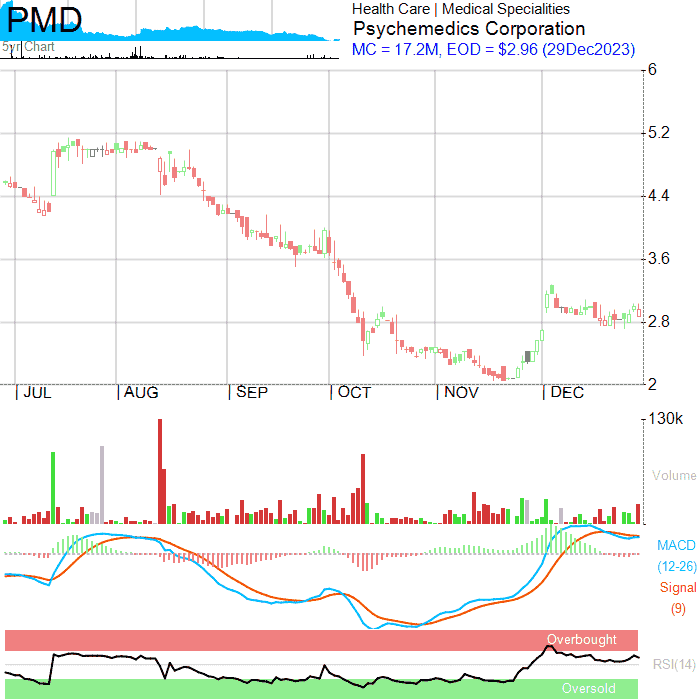 PMD
5yr Chart
Health Care | Medical Specialities
Psychemedics Corporation
MC = 17.2M, EOD = $2.96 (29Dec2023)
6
5.2
4.4
3.6
2.8
2
JUL AUG SEP OCT NOV DEC
130k
Volume
MACD
(12-26)
Signal
(9)
Overbought
RSI(14)
Oversold